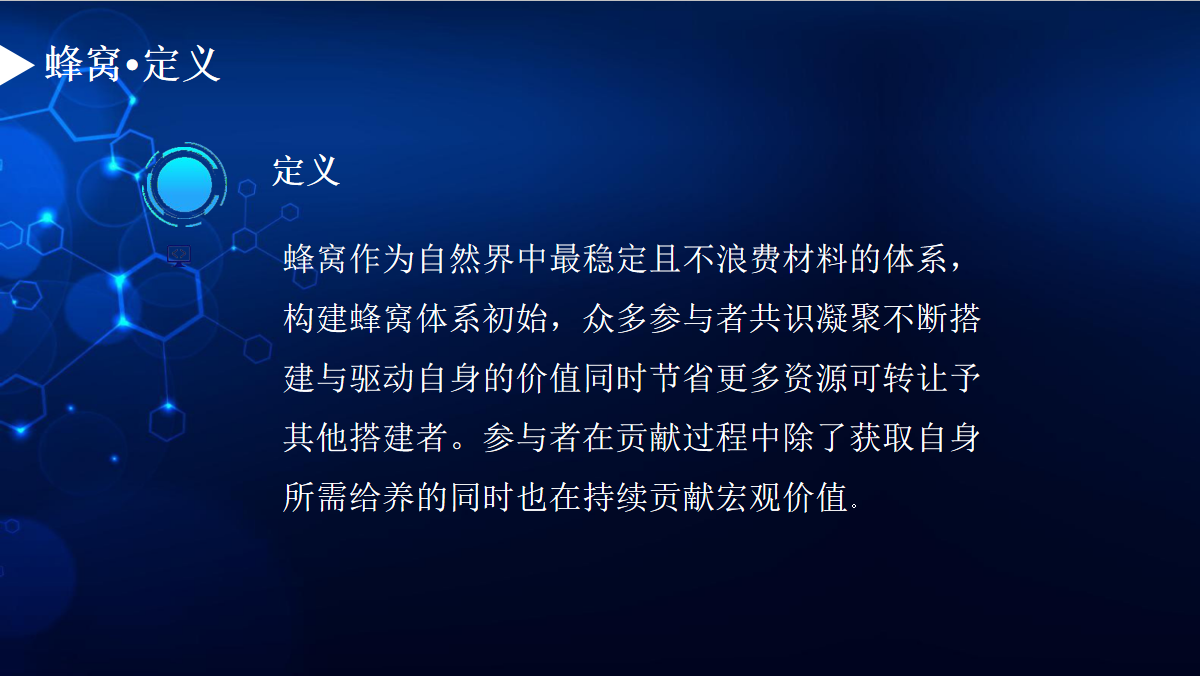 蜂窝•定义
定义
蜂窝作为自然界中最稳定且不浪费材料的体系，
构建蜂窝体系初始，众多参与者共识凝聚不断搭
建与驱动自身的价值同时节省更多资源可转让予
其他搭建者。参与者在贡献过程中除了获取自身
所需给养的同时也在持续贡献宏观价值。